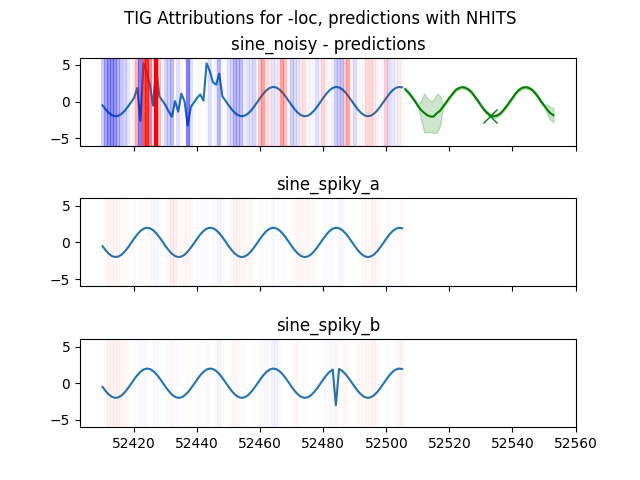 TIG Attributions for -loc, predictions with NHITS
sine_noisy - predictions
5
0
−5
sine_spiky_a
5
0
−5
sine_spiky_b
5
0
−5
52420 52440 52460 52480 52500 52520 52540 52560